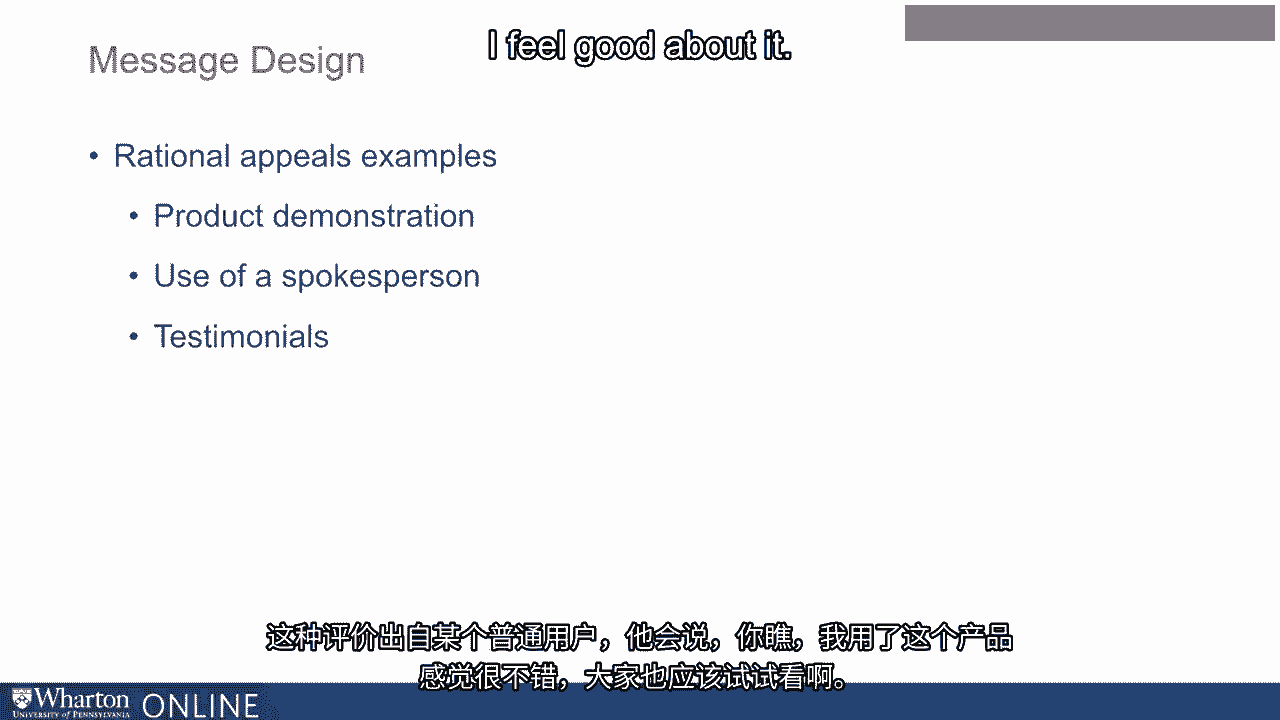 I feel good about it.
Message Design
• Rational appeals examples
• Product demonstration
• Use of a spokesperson
• Testimonials
这种评价出自某个普通用户，他会说，你瞧，我用了这个产品
感觉很不错，大家也应该试试看啊。
Wharton
UNIVERSITY of PENNSYLVANIA
ONLINE